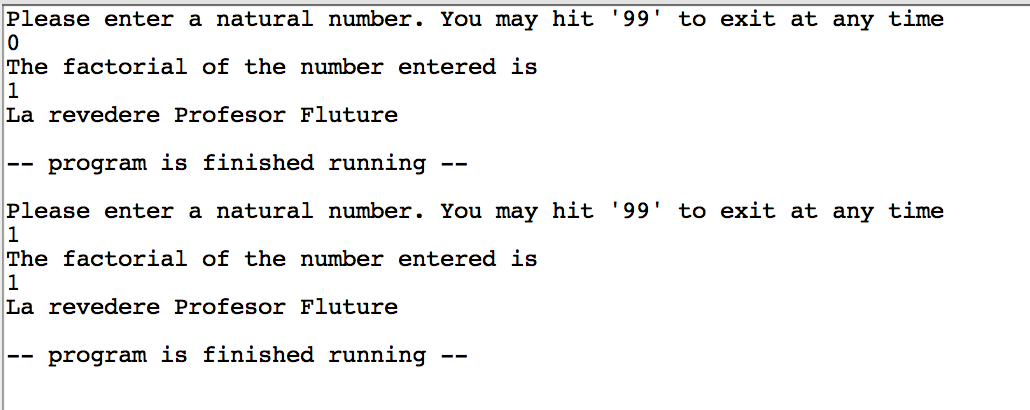 Please enter a natural number. You may hit '99' to exit at any time
0
The factorial of the number entered is
1
La revedere Profesor Fluture
-- program is finished running --
Please enter a natural number. You may hit '99' to exit at any time
1
The factorial of the number entered is
1
La revedere Profesor Fluture
-- program is finished running --